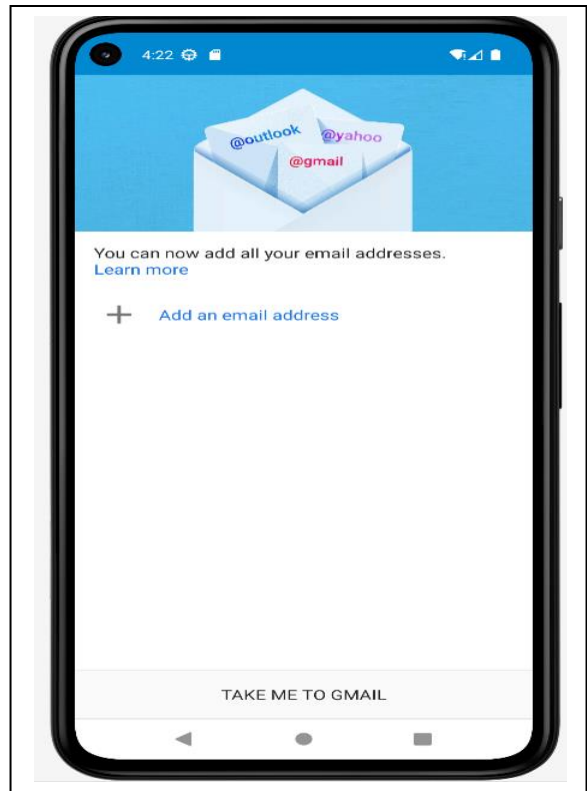 4:22
@outlook @yahoo
@gmail
You can now add all your email addresses.
Learn more
Add an email address
TAKE ME TO GMAIL